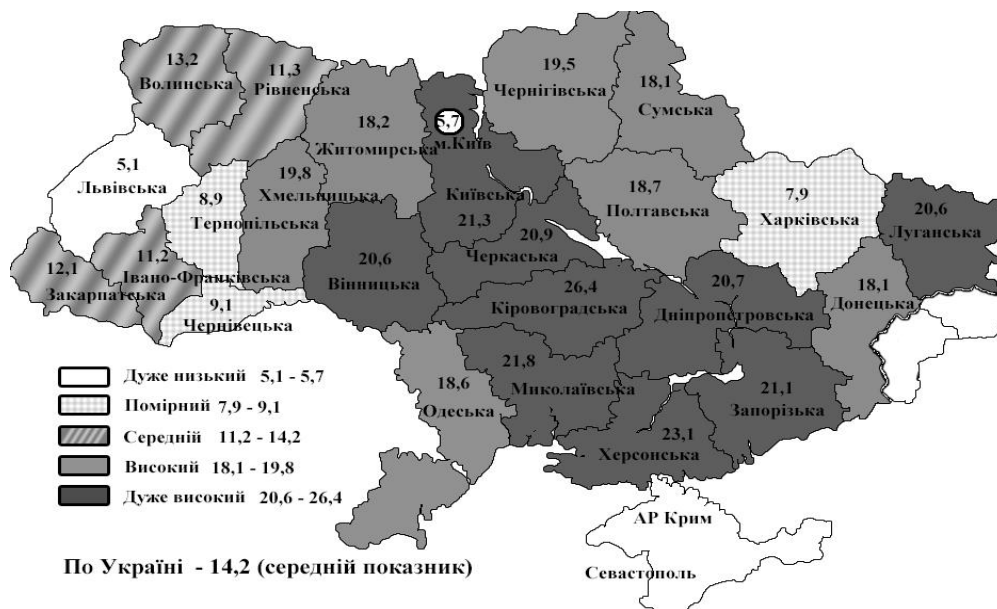 13,2
Волинська
11,3
Рівненська
18,2
Житомирська
5,7
м.Київ
19,5
Чернігівська
18,1
Сумська
5,1
Львівська
8,9
Тернопільська
19,8
Хмельницька
Київська
21,3
18,7
Полтавська
7,9
Харківська
20,6
Луганська
12,1
Закарпатська
11,2
Івано-Франківська
9,1
Чернівецька
20,6
Вінницька
20,9
Черкаська
26,4
Кіровоградська
20,7
Дніпропетровська
18,1
Донецька
18,6
Одеська
21,8
Миколаївська
21,1
Запорізька
23,1
Херсонська
АР Крим
Севастополь
Дуже низький 5,1 - 5,7
Помірний 7,9 - 9,1
Середній 11,2 - 14,2
Високий 18,1 - 19,8
Дуже високий 20,6 - 26,4
По Україні - 14,2 (середній показник)